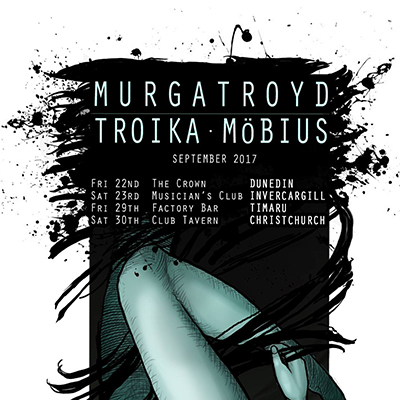 MURGATROYD
TROIKA · MöBIUS
SEPTEMBER 2017
FRI 22ND THE CROWN DUNEDIN
SAT 23RD MUSICIAN'S CLUB INVERCARGILL
FRI 29TH FACTORY BAR TIMARU
SAT 30TH CLUB TAVERN CHRISTCHURCH